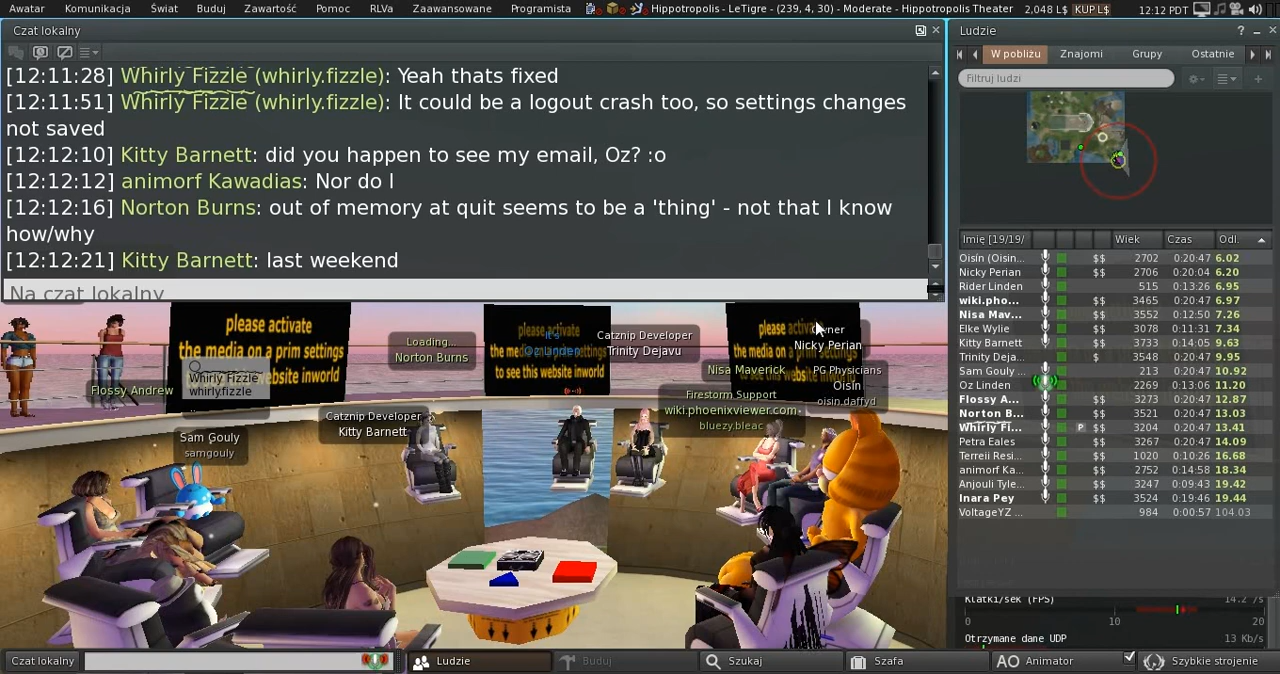 Awatar Komunikacja Świat Buduj Zawartość Pomoc RLVa Zaawansowane Programista Hippotropolis - LeTigre - (239, 4, 30) - Moderate - Hippotropolis Theater 2,048 L$ KUP L$ 12:12 PDT
Czat lokalny
[12:11:28] Whirly Fizzle (whirly.fizzle): Yeah thats fixed
[12:11:51] Whirly Fizzle (whirly.fizzle): It could be a logout crash too, so settings changes
not saved
[12:12:10] Kitty Barnett: did you happen to see my email, Oz? :o
[12:12:12] animorf Kawadias: Nor do I
[12:12:16] Norton Burns: out of memory at quit seems to be a 'thing' - not that I know
how/why
[12:12:21] Kitty Barnett: last weekend
Na czat lokalny
please activate
the media on a prim settings
to see this website inworld
Loading...
Norton Burns
please activate
Catznip Developer
Trinity Dejavu
to see this website inworld
please
Owner
Nicky Perian
Nisa Maverick
PG Physicians
Oisin
oisin.daffyd
Flossy Andrew
Whirly Fizzle
whirly.fizzle
Firestorm Support
wiki.phoenixviewer.com
bluezy.bleac
Catznip Developer
Kitty Barnett
Sam Gouly
samgouly
Ludzie
W pobliżu Znajomi Grupy Ostatnie
Filtruj ludzi
Imię [19/19/ Wiek Czas Odl.
Oisín (Oisin... $$ 2702 0:20:47 6.02
Nicky Perian $$ 2706 0:20:04 6.20
Rider Linden 515 0:13:26 6.95
wiki.pho... $$ 3465 0:20:47 6.97
Nisa Mav... $$ 3552 0:12:50 7.26
Elke Wylie $$ 3078 0:11:31 7.34
Kitty Barnett $$ 3733 0:14:05 9.63
Trinity Deja... $ 3548 0:20:47 9.95
Sam Gouly ... $$ 213 0:20:47 10.92
Oz Linden 2269 0:13:06 11.20
Flossy A... $$ 3273 0:20:47 12.87
Norton B... $$ 3521 0:20:47 13.03
Whirly Fi... P $$ 3204 0:20:47 13.41
Petra Eales $$ 3267 0:20:47 14.09
Terreii Resi... $$ 1020 0:10:26 16.68
animorf Ka... $$ 2752 0:14:58 18.34
Anjouli Tyle... $$ 3247 0:09:43 19.42
Inara Pey $$ 3524 0:19:46 19.44
VoltageYZ ... 984 0:00:57 104.03
Klatki/sek (FPS) 14.2 /s
0 10 20
Otrzymane dane UDP 13 Kb/s
Czat lokalny Ludzie Buduj Szukaj Szafa AO Animator Szybkie strojenie